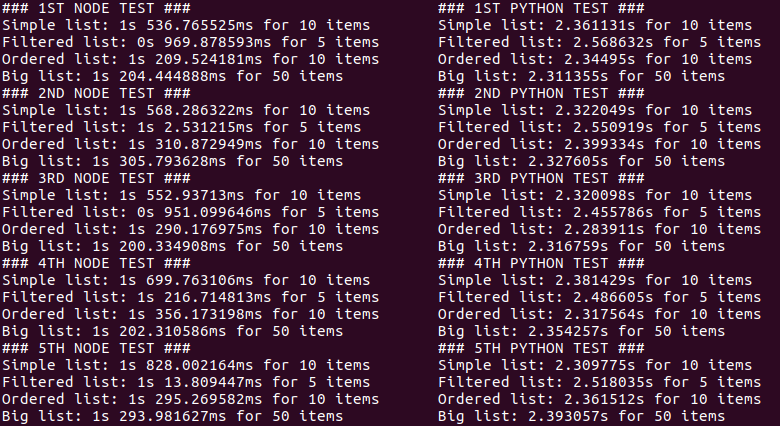 ### 1ST NODE TEST ###
Simple list: 1s 536.765525ms for 10 items
Filtered list: 0s 969.878593ms for 5 items
Ordered list: 1s 209.524181ms for 10 items
Big list: 1s 204.444888ms for 50 items
### 2ND NODE TEST ###
Simple list: 1s 568.286322ms for 10 items
Filtered list: 1s 2.531215ms for 5 items
Ordered list: 1s 310.872949ms for 10 items
Big list: 1s 305.793628ms for 50 items
### 3RD NODE TEST ###
Simple list: 1s 552.93713ms for 10 items
Filtered list: 0s 951.099646ms for 5 items
Ordered list: 1s 290.176975ms for 10 items
Big list: 1s 200.334908ms for 50 items
### 4TH NODE TEST ###
Simple list: 1s 699.763106ms for 10 items
Filtered list: 1s 216.714813ms for 5 items
Ordered list: 1s 356.173198ms for 10 items
Big list: 1s 202.310586ms for 50 items
### 5TH NODE TEST ###
Simple list: 1s 828.002164ms for 10 items
Filtered list: 1s 13.809447ms for 5 items
Ordered list: 1s 295.269582ms for 10 items
Big list: 1s 293.981627ms for 50 items
### 1ST PYTHON TEST ###
Simple list: 2.361131s for 10 items
Filtered list: 2.568632s for 5 items
Ordered list: 2.34495s for 10 items
Big list: 2.311355s for 50 items
### 2ND PYTHON TEST ###
Simple list: 2.322049s for 10 items
Filtered list: 2.550919s for 5 items
Ordered list: 2.399334s for 10 items
Big list: 2.327605s for 50 items
### 3RD PYTHON TEST ###
Simple list: 2.320098s for 10 items
Filtered list: 2.455786s for 5 items
Ordered list: 2.283911s for 10 items
Big list: 2.316759s for 50 items
### 4TH PYTHON TEST ###
Simple list: 2.381429s for 10 items
Filtered list: 2.486605s for 5 items
Ordered list: 2.317564s for 10 items
Big list: 2.354257s for 50 items
### 5TH PYTHON TEST ###
Simple list: 2.309775s for 10 items
Filtered list: 2.518035s for 5 items
Ordered list: 2.361512s for 10 items
Big list: 2.393057s for 50 items